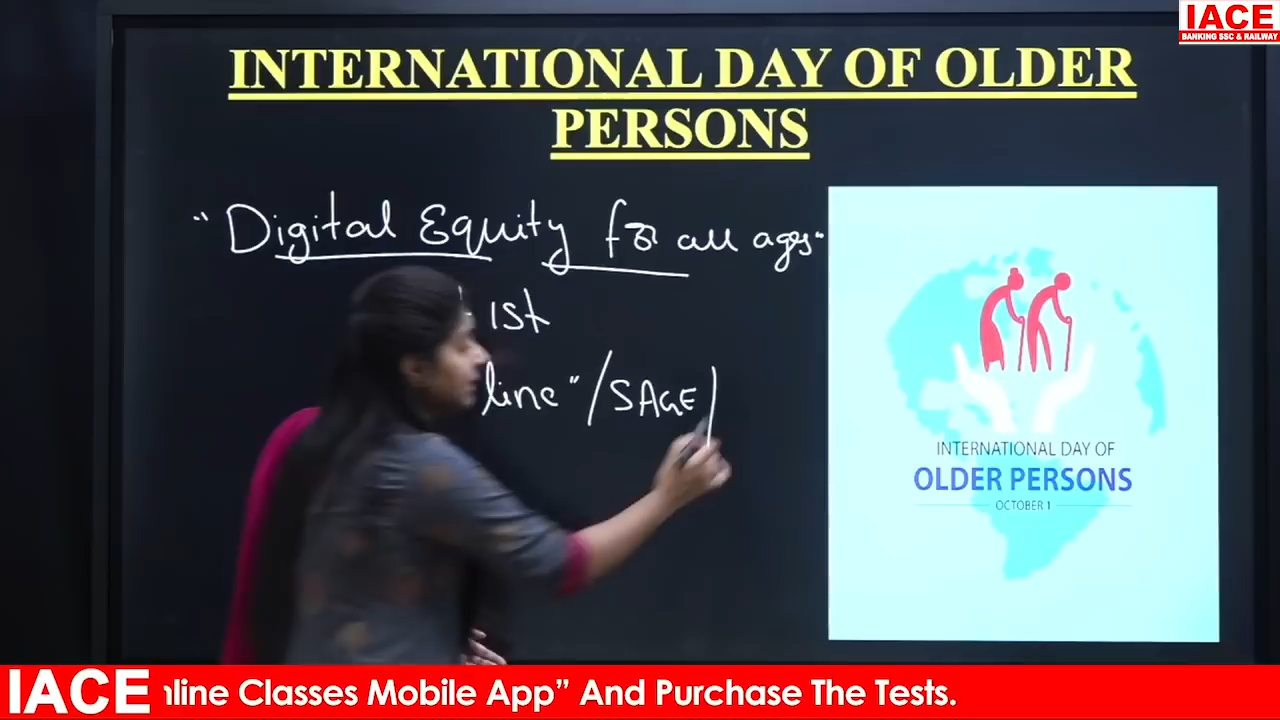 IACE
BANKING SSC & RAILWAY
INTERNATIONAL DAY OF OLDER
PERSONS
"Digital Equity for all ages"
1st
line" / SAGE /
INTERNATIONAL DAY OF
OLDER PERSONS
OCTOBER 1
IACE
line Classes Mobile App” And Purchase The Tests.